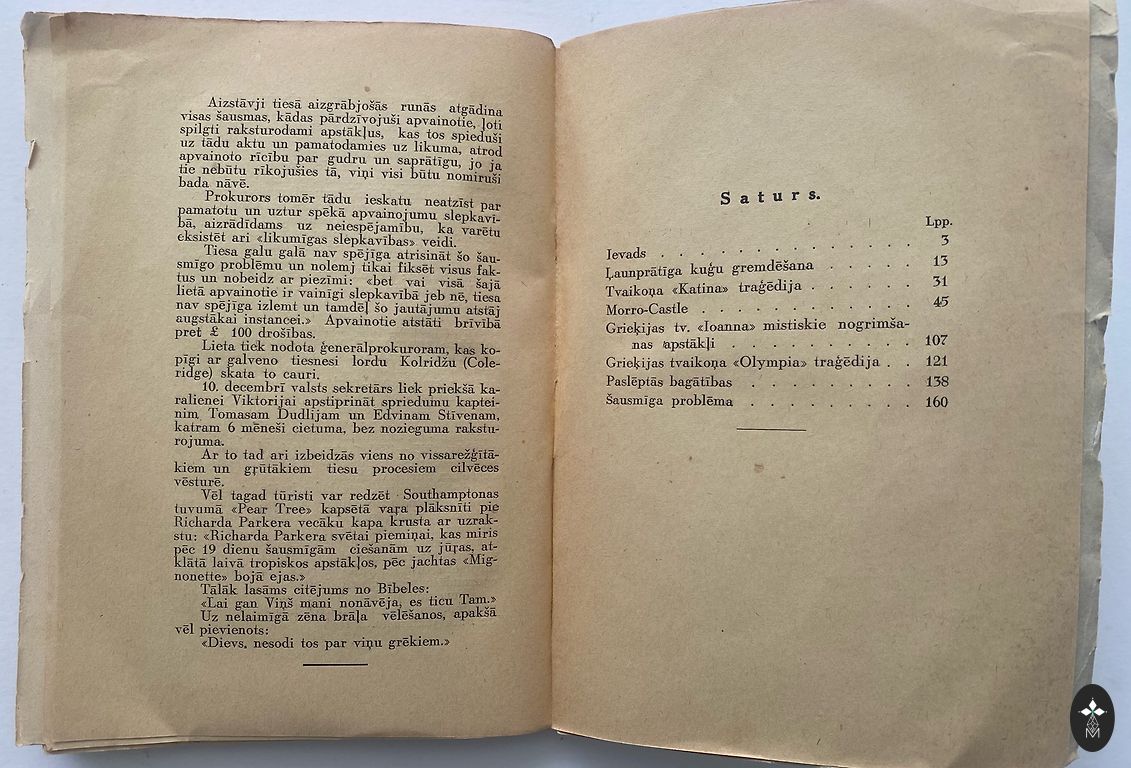 Aizstāvji tiesā aizgrābjošās runās atgādina
visas šausmas, kādas pārdzīvojuši apvainotie, ļoti
spilgti raksturodami apstākļus, kas tos spieduši
uz tādu aktu un pamatodamies uz likuma, atrod
apvainoto rīcību par gudru un saprātīgu, jo ja
tie nebūtu rīkojušies tā, viņi visi būtu nomiruši
bada nāvē.
Prokurors tomēr tādu ieskatu neatzīst par
pamatotu un uztur spēkā apvainojumu slepkavī-
bā, aizrādīdams uz neiespējamību, ka varētu
eksistēt ari «likumīgas slepkavības» veidi.
Tiesa galu galā nav spējīga atrisināt šo šau-
smīgo problēmu un nolemj tikai fiksēt visus fak-
tus un nobeidz ar piezīmi: «bet vai visā šajā
lietā apvainotie ir vainīgi slepkavībā jeb nē, tiesa
nav spējīga izlemt un tamdēļ šo jautājumu atstāj
augstākai instancei.» Apvainotie atstāti brīvībā
pret £ 100 drošības.
Lieta tiek nodota ģenerālprokuroram, kas ko-
pīgi ar galveno tiesnesi lordu Kolridžu (Cole-
ridge) skata to cauri.
10. decembrī valsts sekretārs liek priekšā ka-
ralienei Viktorijai apstiprināt spriedumu kaptei-
nim Tomasam Dudlijam un Edvinam Stīvenam,
katram 6 mēneši cietuma, bez nozieguma rakstu-
rojuma.
Ar to tad ari izbeidzās viens no vissarežģītā-
kiem un grūtākiem tiesu procesiem cilvēces
vēsturē.
Vēl tagad tūristi var redzēt Southamptonas
tuvumā «Pear Tree» kapsētā vaŗa plāksnīti pie
Richarda Parkera vecāku kapa krusta ar uzrak-
stu: «Richarda Parkera svētai piemiņai, kas miris
pēc 19 dienu šausmīgām ciešanām uz jūŗas, at-
klātā laivā tropiskos apstākļos, pēc jachtas «Mig-
nonette» bojā ejas.»
Tālāk lasāms citējums no Bībeles:
«Lai gan Viņš mani nonāvēja, es ticu Tam.»
Uz nelaimīgā zēna brāļa vēlēšanos, apakšā
vēl pievienots:
«Dievs, nesodi tos par viņu grēkiem.»
Saturs.
Lpp.
Ievads . . . . . . . . . . . 3
Ļaunprātīga kuģu gremdēšana . . . . . 13
Tvaikoņa «Katina» traģēdija . . . . . . 31
Morro-Castle . . . . . . . . . . 45
Grieķijas tv. «Ioanna» mistiskie nogrimša-
nas apstākļi . . . . . . . . . 107
Grieķijas tvaikoņa «Olympia» traģēdija . . 121
Paslēptās bagātības . . . . . . . . 138
Šausmīga problēma . . . . . . . . 160
M